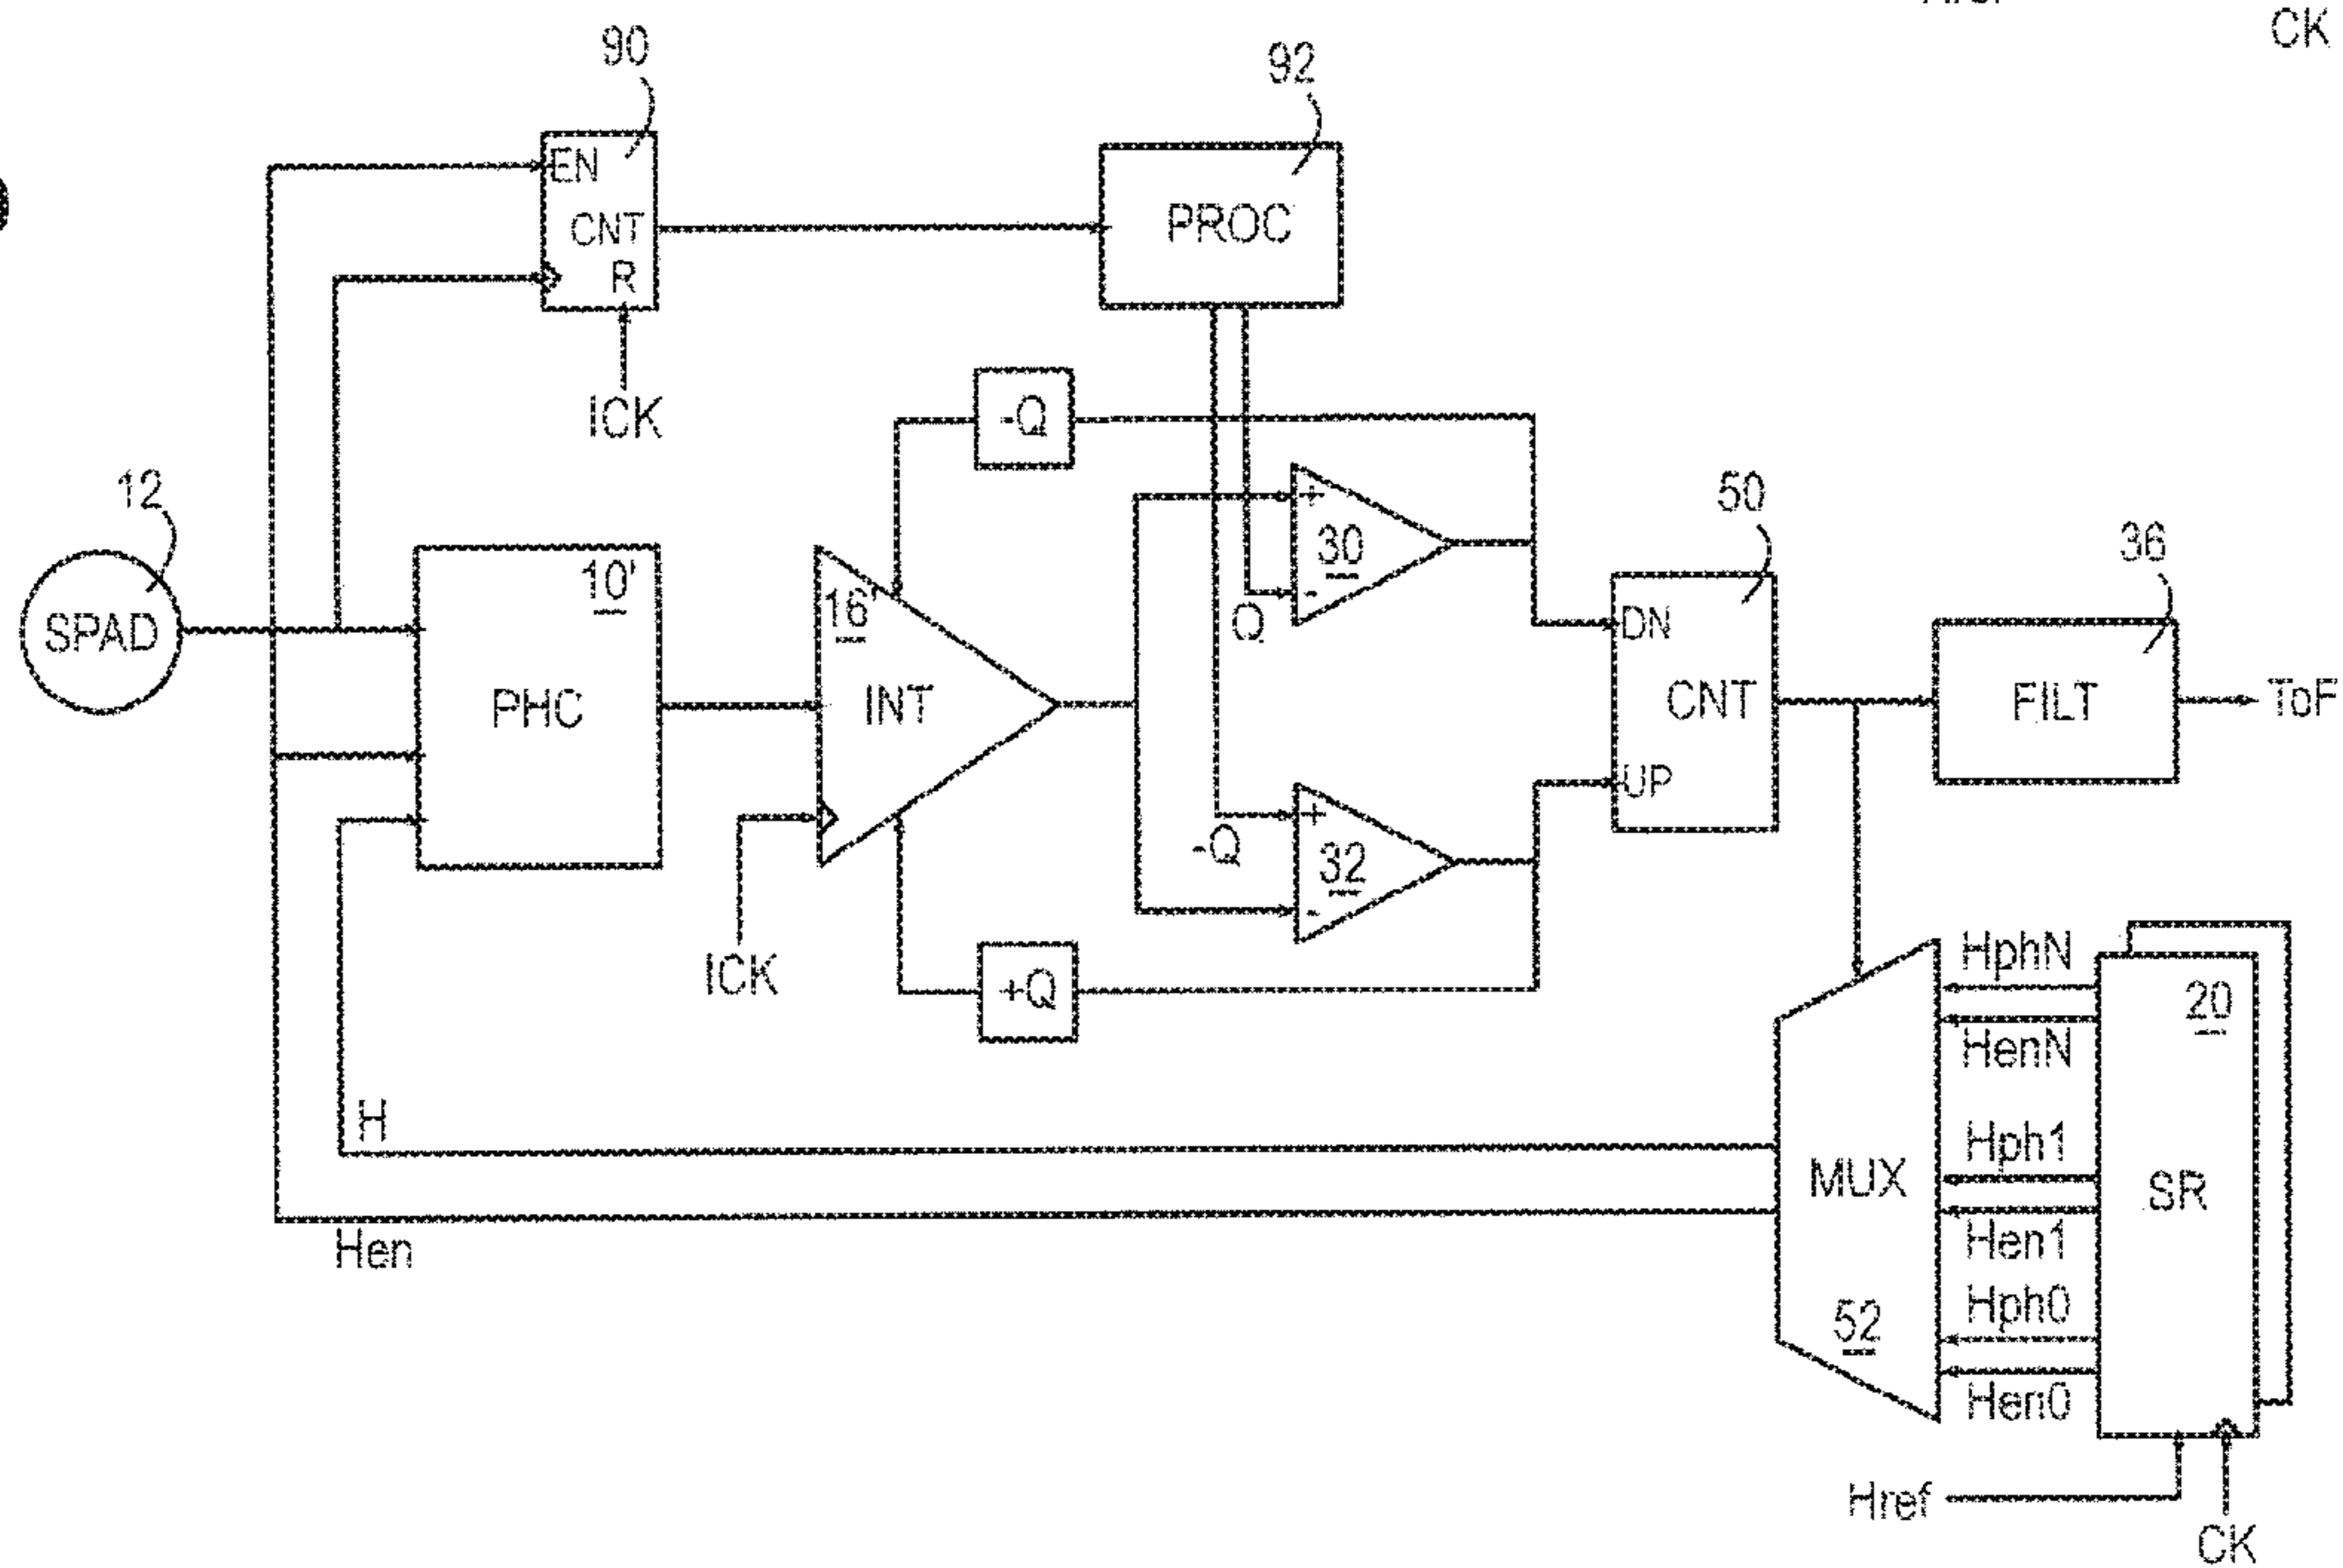 CK
90
92
EN
CNT
R
PROC
ICK
-Q
12
SPAD
10'
PHC
16'
INT
+
30
-
Q
50
DN
CNT
UP
36
FILT
ToF
+
-Q
32
-
ICK
+Q
HphN
HenN
20
H
Hph1
MUX
SR
Hen
Hen1
Hph0
52
Hen0
Href
CK